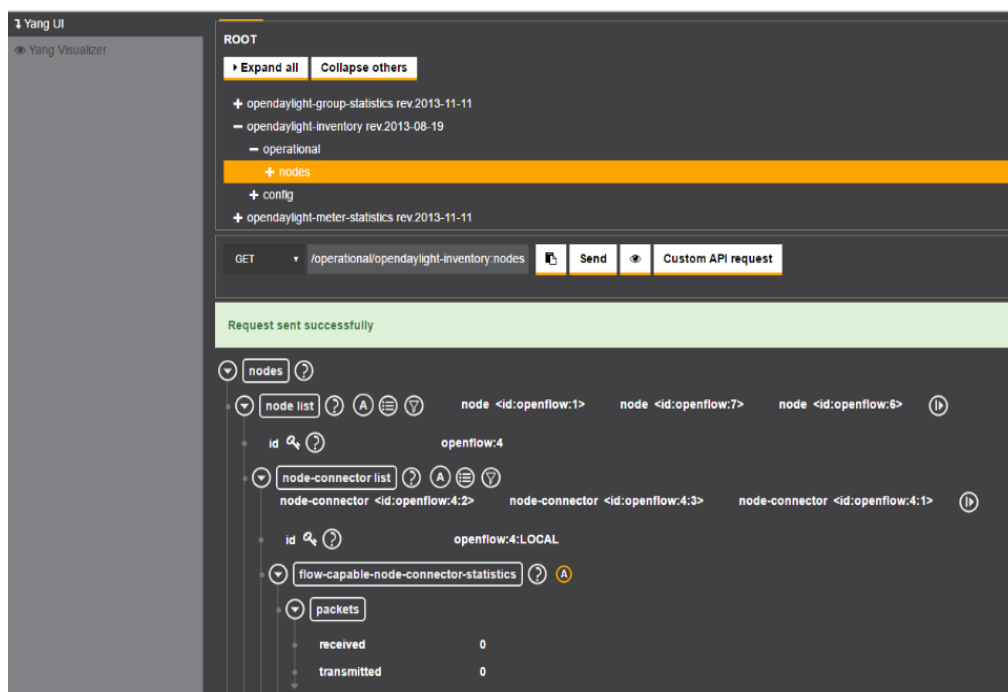 Yang UI
Yang Visualizer
ROOT
Expand all Collapse others
opendaylight-group-statistics rev.2013-11-11
opendaylight-inventory rev.2013-08-19
operational
nodes
config
opendaylight-meter-statistics rev.2013-11-11
GET /operational/opendaylight-inventory:nodes Send Custom API request
Request sent successfully
nodes ?
node list ? A node <id:openflow:1> node <id:openflow:7> node <id:openflow:6>
id ? openflow:4
node-connector list ? A
node-connector <id:openflow:4:2> node-connector <id:openflow:4:3> node-connector <id:openflow:4:1>
id ? openflow:4:LOCAL
flow-capable-node-connector-statistics ? A
packets
received 0
transmitted 0